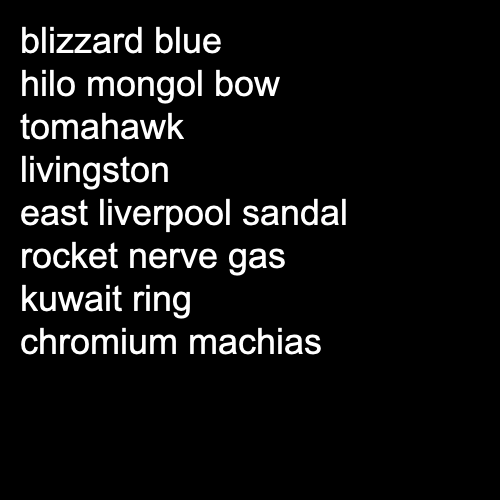 blizzard blue
hilo mongol bow
tomahawk
livingston
east liverpool sandal
rocket nerve gas
kuwait ring
chromium machias